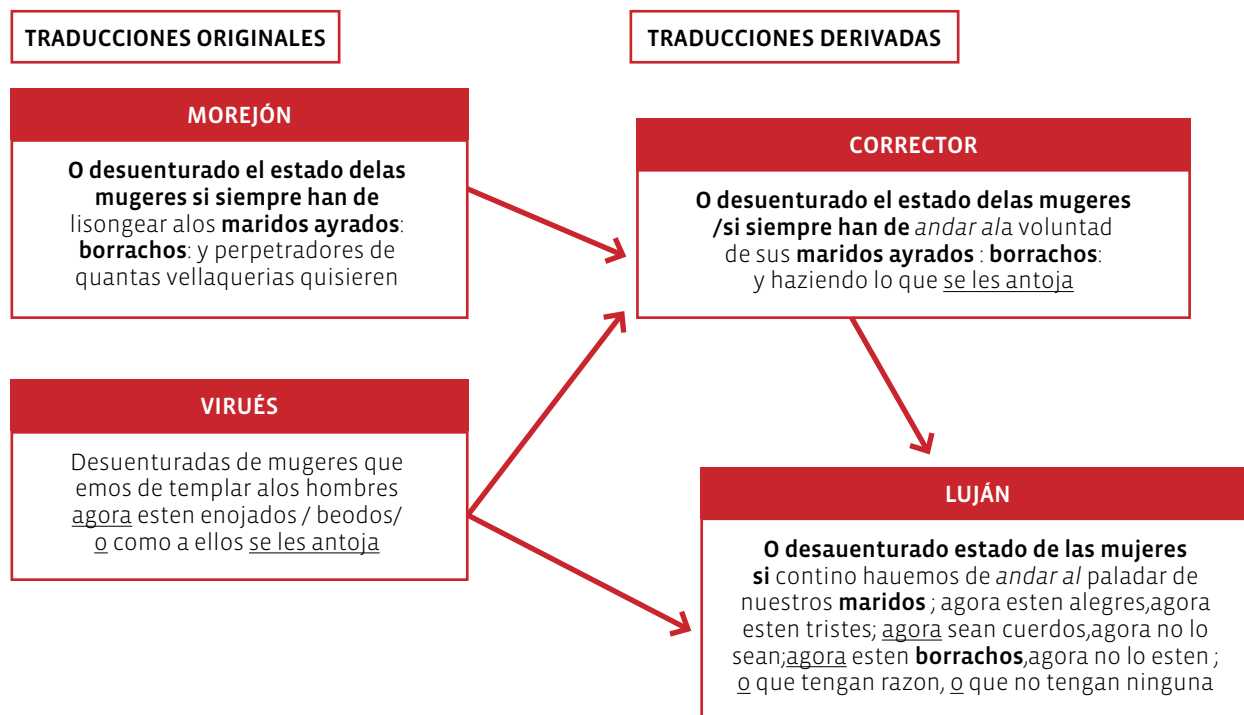 TRADUCCIONES ORIGINALES
TRADUCCIONES DERIVADAS
MOREJÓN
O desuenturado el estado delas
mugeres si siempre han de
lisongear alos maridos ayrados:
borrachos: y perpetradores de
quantas vellaquerias quisieren
CORRECTOR
O desuenturado el estado delas mugeres
/si siempre han de andar ala voluntad
de sus maridos ayrados : borrachos:
y haziendo lo que se les antoja
VIRUÉS
Desuenturadas de mugeres que
emos de templar alos hombres
agora esten enojados / beodos/
o como a ellos se les antoja
LUJÁN
O desauenturado estado de las mujeres
si contino hauemos de andar al paladar de
nuestros maridos ; agora esten alegres,agora
esten tristes; agora sean cuerdos,agora no lo
sean;agora esten borrachos,agora no lo esten ;
o que tengan razon, o que no tengan ninguna